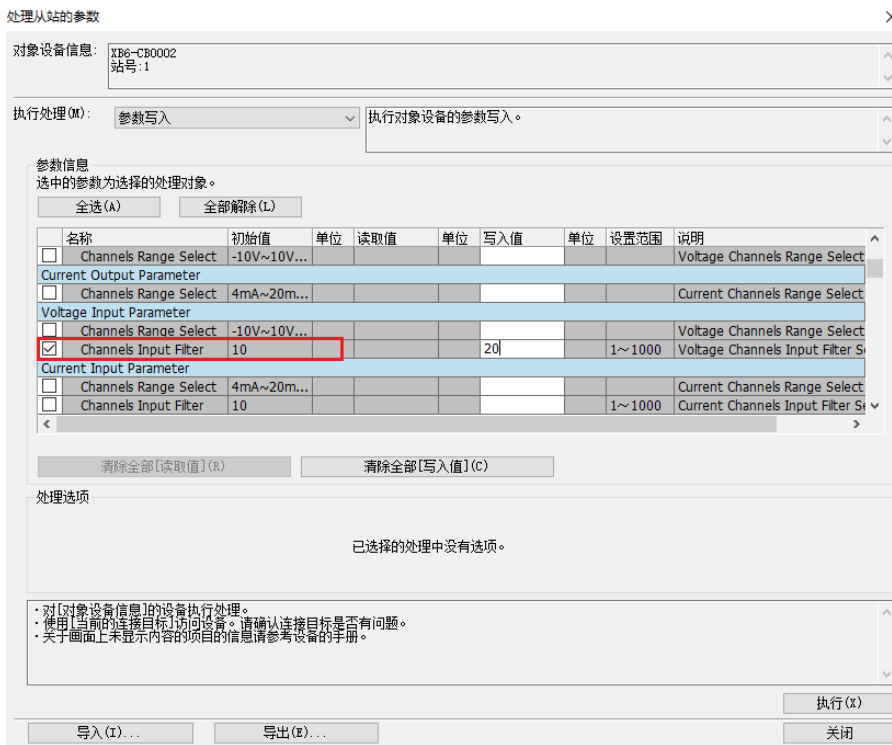 处理从站的参数
对象设备信息: XB6-CB0002
站号:1
执行处理(M): 参数写入 执行对象设备的参数写入。
参数信息
选中的参数为选择的处理对象。
全选(A) 全部解除(L)
名称 初始值 单位 读取值 单位 写入值 单位 设置范围 说明
Channels Range Select -10V~10V... Voltage Channels Range Select
Current Output Parameter
Channels Range Select 4mA~20m... Current Channels Range Select
Voltage Input Parameter
Channels Range Select -10V~10V... Voltage Channels Range Select
Channels Input Filter 10 20 1~1000 Voltage Channels Input Filter S
Current Input Parameter
Channels Range Select 4mA~20m... Current Channels Range Select
Channels Input Filter 10 1~1000 Current Channels Input Filter Se
清除全部[读取值](R) 清除全部[写入值](C)
处理选项
已选择的处理中没有选项。
·对[对象设备信息]的设备执行处理。
·使用[当前的连接目标]访问设备。请确认连接目标是否有问题。
·关于画面上未显示内容的项目的信息请参考设备的手册。
执行(X)
导入(I)... 导出(E)... 关闭